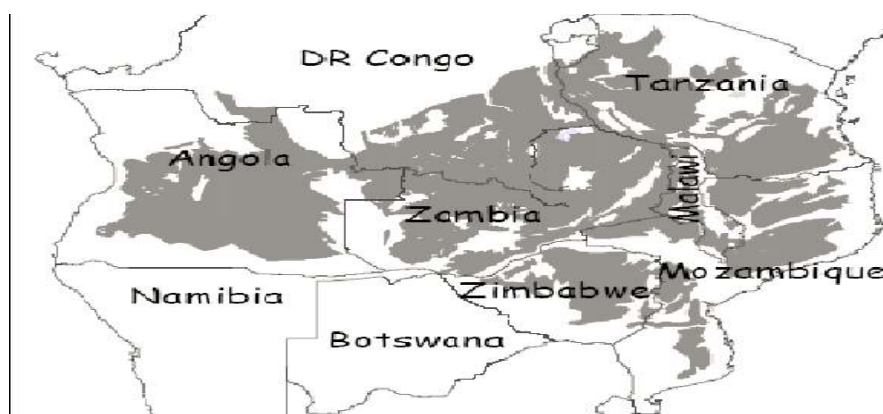 DR Congo
Tanzania
Angola
Malawi
Zambia
Mozambique
Namibia
Zimbabwe
Botswana